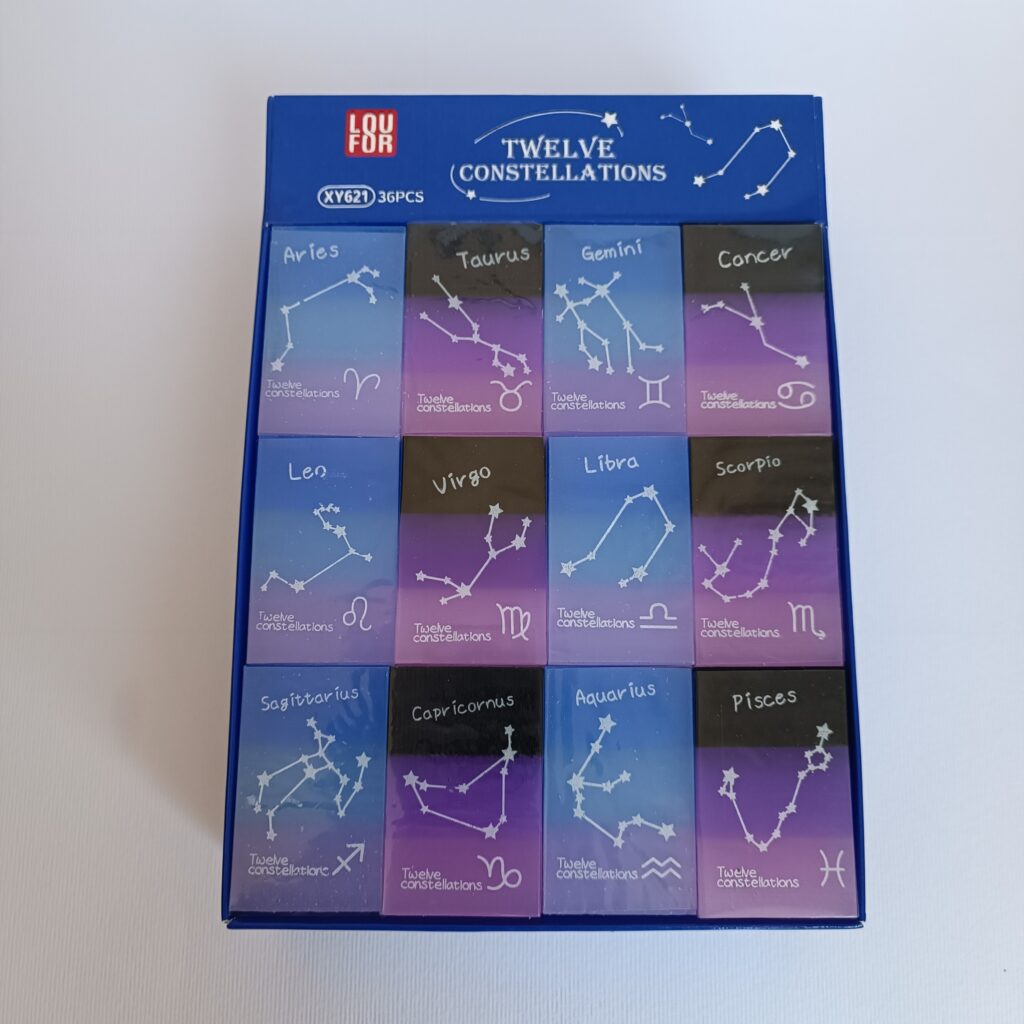 LOU
FOR
TWELVE
CONSTELLATIONS
XY621 36PCS
Aries
Taurus
Gemini
Cancer
Twelve
constellations
Twelve
constellations
Twelve
constellations
Twelve
constellations
Leo
Virgo
Libra
Scorpio
Twelve
constellations
Twelve
constellations
Twelve
constellations
Twelve
constellations
Sagittarius
Capricornus
Aquarius
Pisces
Twelve
constellations
Twelve
constellations
Twelve
constellations
Twelve
constellations